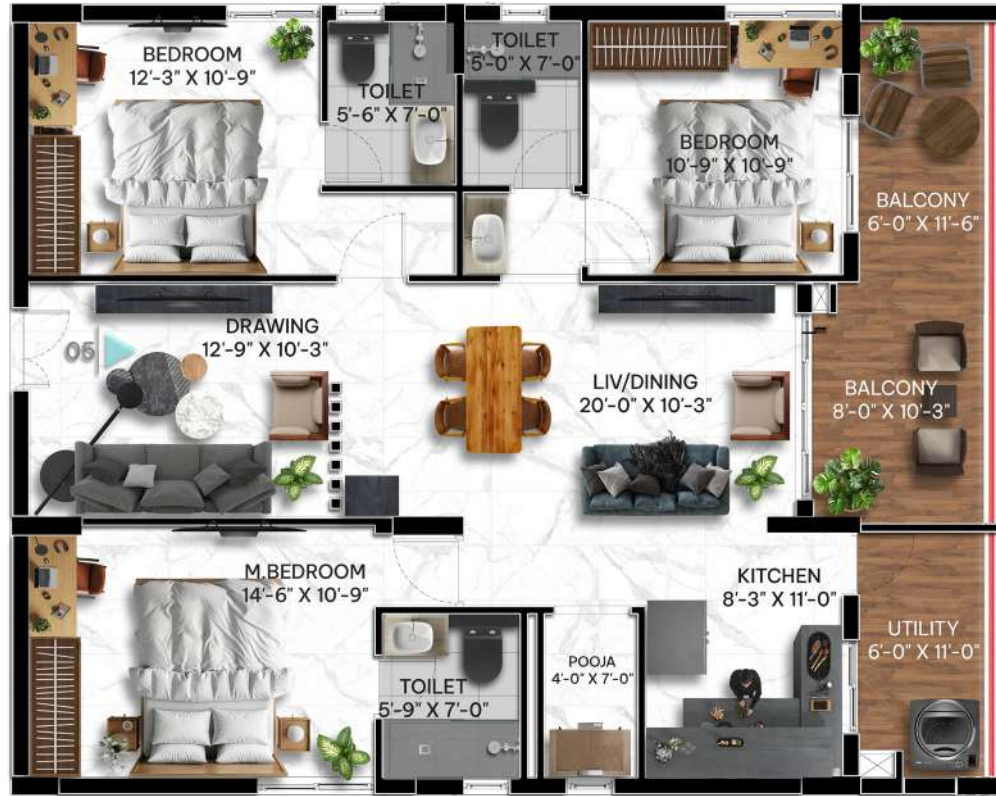 BEDROOM
12'-3" X 10'-9"
TOILET
5'-6" X 7'-0"
TOILET
5'-0" X 7'-0"
BEDROOM
10'-9" X 10'-9"
BALCONY
6'-0" X 11'-6"
05
DRAWING
12'-9" X 10'-3"
LIV/DINING
20'-0" X 10'-3"
BALCONY
8'-0" X 10'-3"
M.BEDROOM
14'-6" X 10'-9"
TOILET
5'-9" X 7'-0"
POOJA
4'-0" X 7'-0"
KITCHEN
8'-3" X 11'-0"
UTILITY
6'-0" X 11'-0"